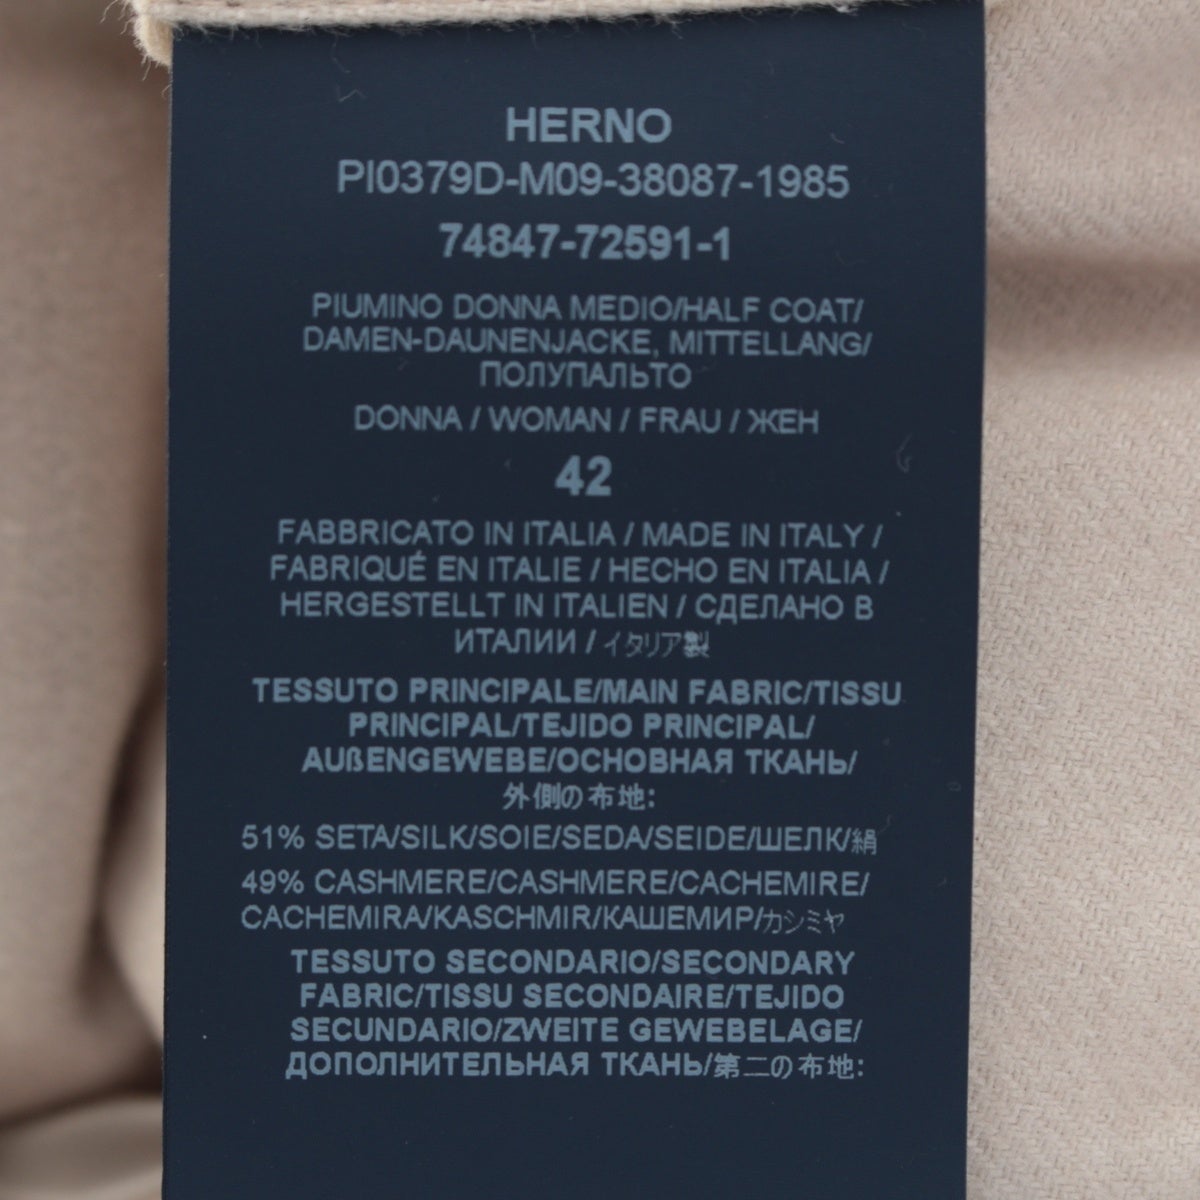 HERNO
PI0379D-M09-38087-1985
74847-72591-1
PIUMINO DONNA MEDIO/HALF COAT/
DAMEN-DAUNENJACKE, MITTELLANG/
ПОЛУПАЛЬТО
DONNA / WOMAN / FRAU / ЖЕН
42
FABBRICATO IN ITALIA / MADE IN ITALY /
FABRIQUÉ EN ITALIE / HECHO EN ITALIA /
HERGESTELLT IN ITALIEN / СДЕЛАНО В
ИТАЛИИ / イタリア製
TESSUTO PRINCIPALE/MAIN FABRIC/TISSU
PRINCIPAL/TEJIDO PRINCIPAL/
AUßENGEWEBE/ОСНОВНАЯ ТКАНЬ/
外側の布地:
51% SETA/SILK/SOIE/SEDA/SEIDE/ШЕЛК/絹
49% CASHMERE/CASHMERE/CACHEMIRE/
CACHEMIRA/KASCHMIR/КАШЕМИР/カシミヤ
TESSUTO SECONDARIO/SECONDARY
FABRIC/TISSU SECONDAIRE/TEJIDO
SECUNDARIO/ZWEITE GEWEBELAGE/
ДОПОЛНИТЕЛЬНАЯ ТКАНЬ/第二の布地: